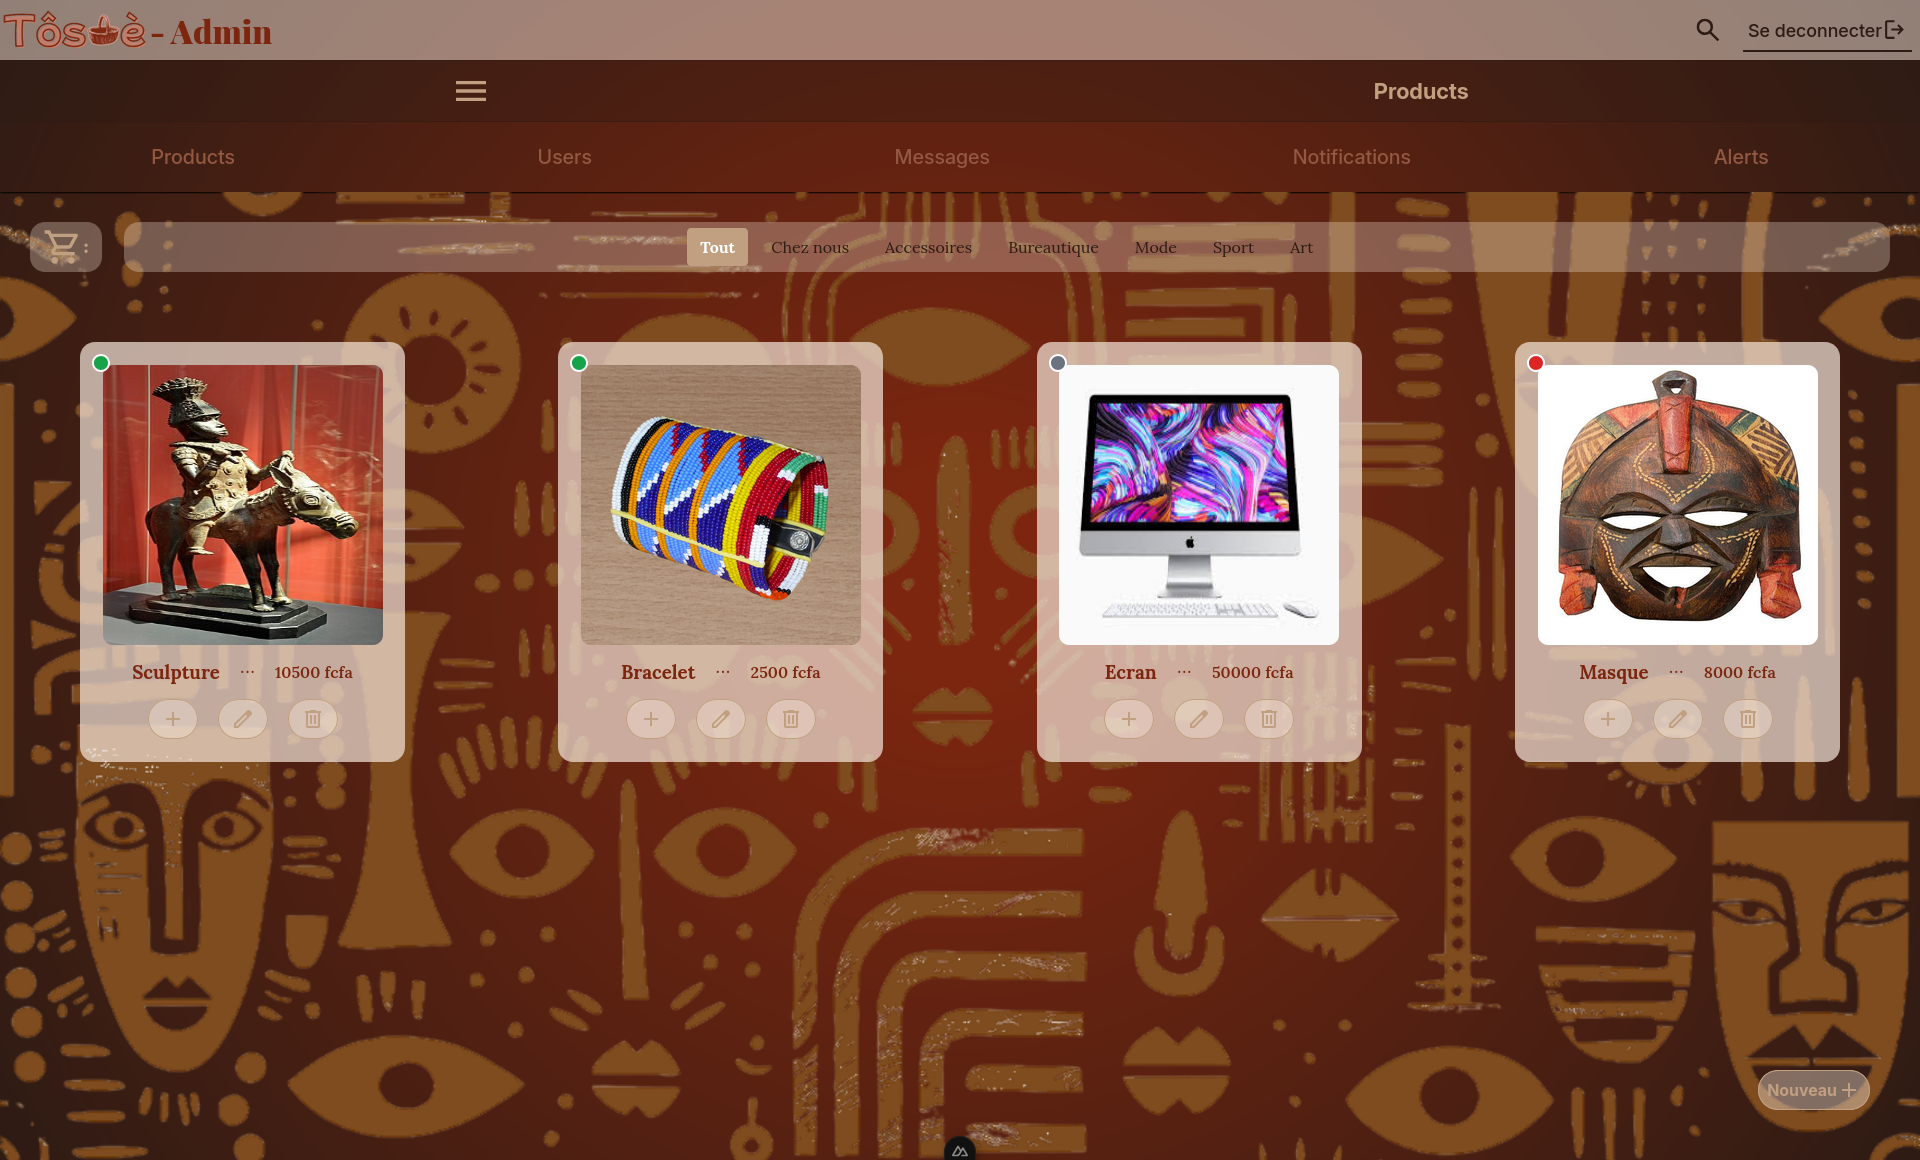 Tôsè - Admin
Se deconnecter
Products
Products Users Messages Notifications Alerts
:
Tout Chez nous Accessoires Bureautique Mode Sport Art
Sculpture ... 10500 fcfa
Bracelet ... 2500 fcfa
Ecran ... 50000 fcfa
Masque ... 8000 fcfa
Nouveau +